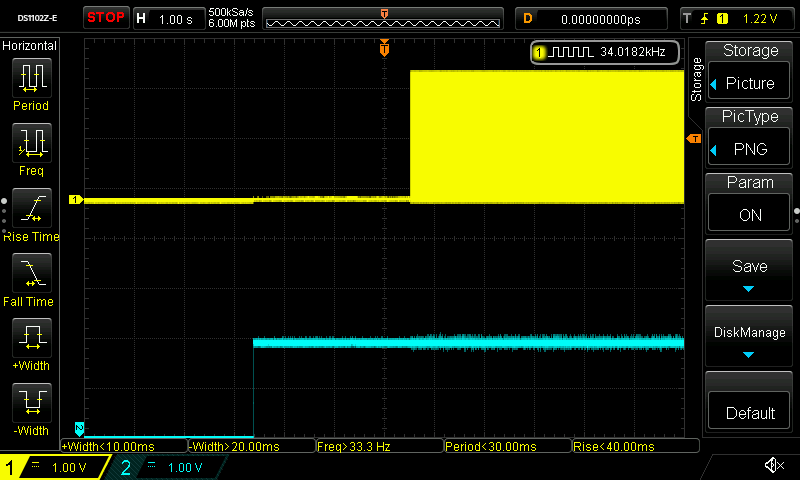 DS1102Z-E STOP H 1.00 s 500kSa/s 6.00M pts T D 0.00000000ps T 1 1.22 V
Horizontal
T
1 34.0182kHz
Storage
Storage
Picture
Period
PicType
PNG
Freq
T
Param
ON
1
Rise Time
Save
Fall Time
DiskManage
+Width
Default
-Width
2
+Width<10.00ms -Width>20.00ms Freq>33.3 Hz Period<30.00ms Rise<40.00ms
1 1.00 V 2 1.00 V